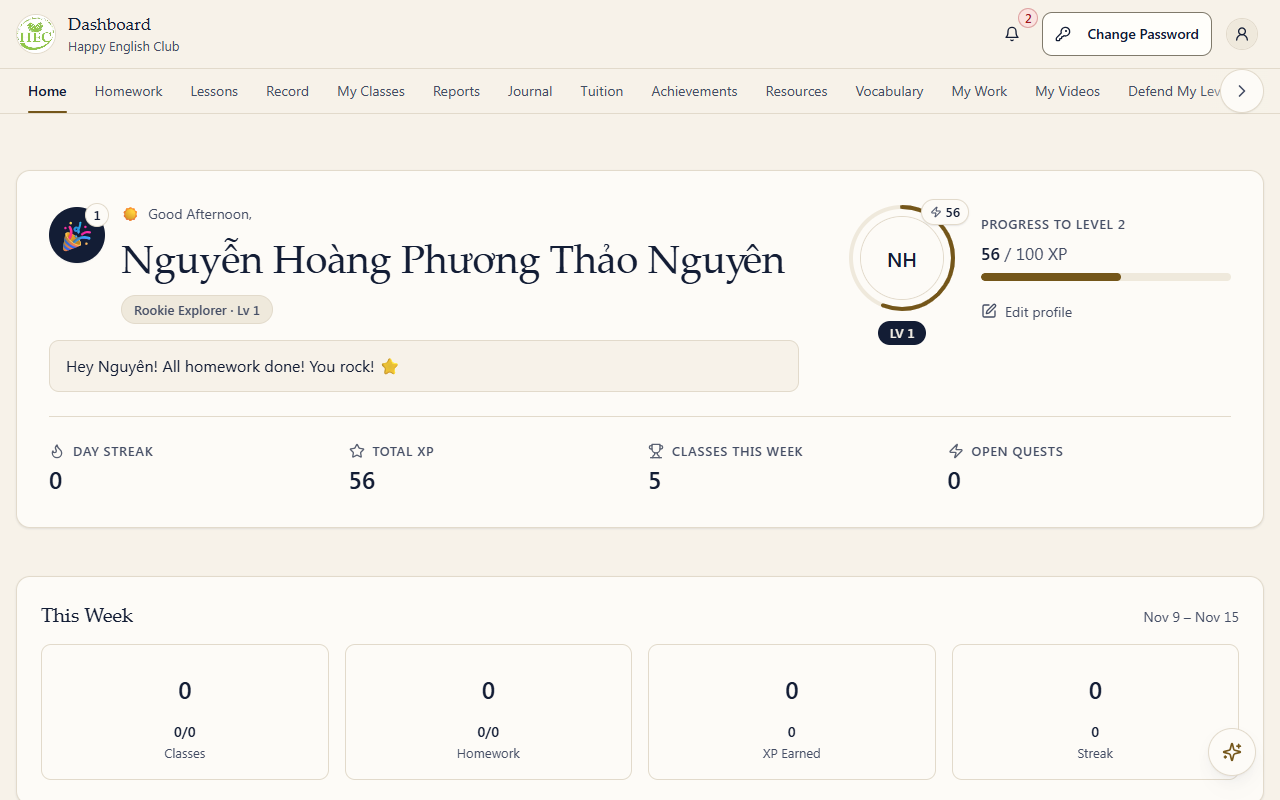 HEC
Dashboard
Happy English Club
2
Change Password
Home
Homework
Lessons
Record
My Classes
Reports
Journal
Tuition
Achievements
Resources
Vocabulary
My Work
My Videos
Defend My Lev
1
Good Afternoon,
Nguyễn Hoàng Phương Thảo Nguyên
Rookie Explorer · Lv 1
Hey Nguyên! All homework done! You rock! ⭐
56
NH
LV 1
PROGRESS TO LEVEL 2
56 / 100 XP
Edit profile
DAY STREAK
0
TOTAL XP
56
CLASSES THIS WEEK
5
OPEN QUESTS
0
This Week
Nov 9 – Nov 15
0
0/0
Classes
0
0/0
Homework
0
0
XP Earned
0
0
Streak